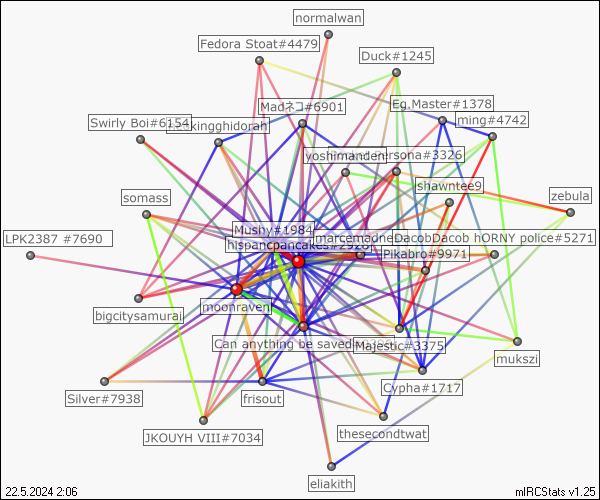 normalwan
Fedora Stoat#4479
Duck#1245
Madネコ#6901
Eg.Master#1378
Swirly Boi#6154
kingghidorah
ming#4742
yoshimanden
ersona#3326
shawntee9
somass
zebula
Mushy#1984
LPK2387 #7690
hispancpancakes#2926
marcemadne
DacobDacob hORNY police#5271
Pikabro#9971
moonraven
bigcitysamurai
Can anything be saved
Majestic#3375
mukszi
Cypha#1717
Silver#7938
frisout
JKOUYH VIII#7034
thesecondtwat
eliakith
22.5.2024 2:06
mIRCStats v1.25